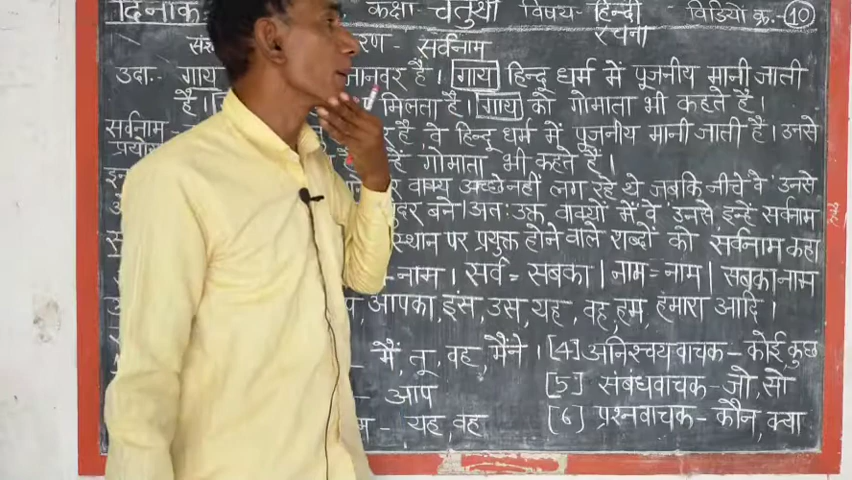 दिनांक कक्षा चतुर्थी विषय- हिन्दी विडियो क्र.- 10
रचना
रण - सर्वनाम
उदा.- गाय जानवर है। गाय हिन्दू धर्म में पूजनीय मानी जाती
है। मिलता है। गाय को गोमाता भी कहते है।
सर्वनाम - है वे हिन्दू धर्म में पूजनीय मानी जाती है। उनसे
प्रयोग है गोमाता भी कहते हैं।
वाक्य अच्छे नहीं लग रहे थे जबकि नीचे वे उनसे
बने। अतः उक्त वाक्यों में वे उनसे इन्हें सर्वनाम है
स्थान पर प्रयुक्त होने वाले शब्दों को सर्वनाम कहा
- नाम। सर्व = सबका। नाम = नाम। सबका नाम
आपका, इस, उस, यह, वह, हम, हमारा आदि।
- मैं, तू, वह, मैंने। [4] अनिश्चयवाचक - कोई, कुछ
- आप [5] संबंधवाचक - जो, सो
- यह, वह [6] प्रश्नवाचक - कौन, क्या